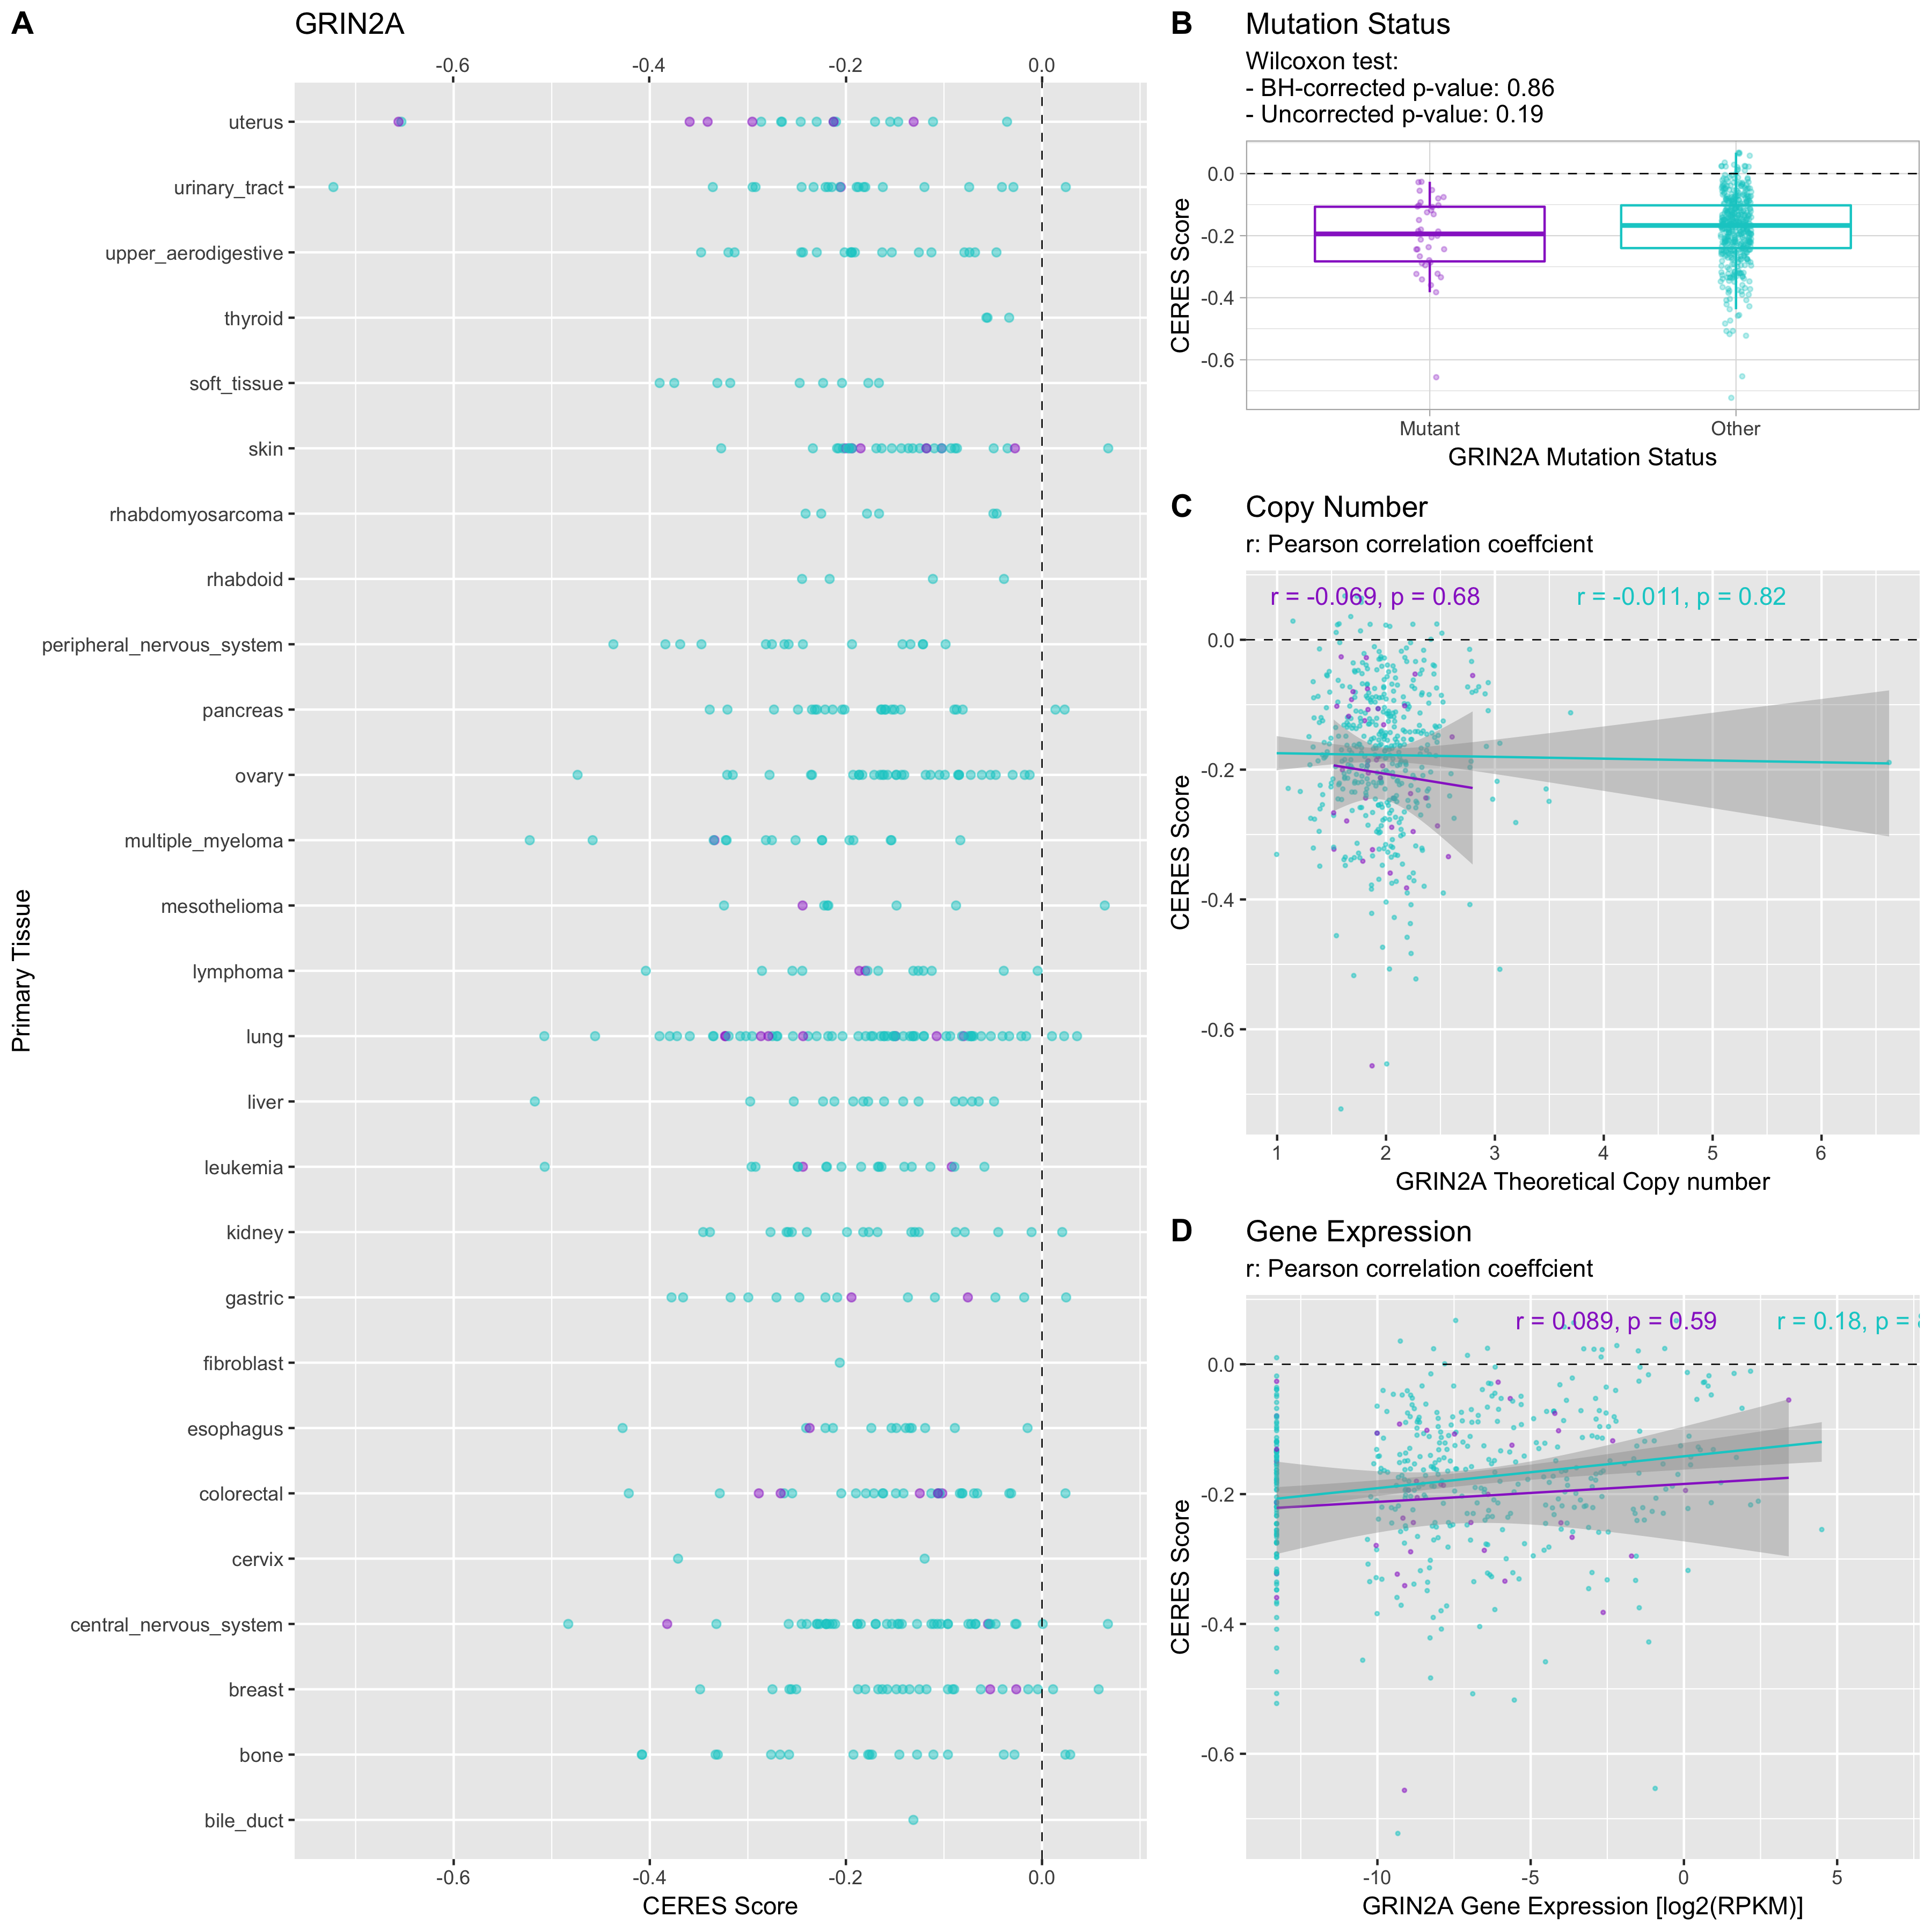 A
GRIN2A
-0.6 -0.4 -0.2 0.0
uterus
urinary_tract
upper_aerodigestive
thyroid
soft_tissue
skin
rhabdomyosarcoma
rhabdoid
peripheral_nervous_system
pancreas
ovary
multiple_myeloma
mesothelioma
lymphoma
lung
liver
leukemia
kidney
gastric
fibroblast
esophagus
colorectal
cervix
central_nervous_system
breast
bone
bile_duct
Primary Tissue
-0.6 -0.4 -0.2 0.0
CERES Score
B
Mutation Status
Wilcoxon test:
- BH-corrected p-value: 0.86
- Uncorrected p-value: 0.19
0.0
-0.2
-0.4
-0.6
CERES Score
Mutant Other
GRIN2A Mutation Status
C
Copy Number
r: Pearson correlation coeffcient
r = -0.069, p = 0.68 r = -0.011, p = 0.82
0.0
-0.2
-0.4
-0.6
CERES Score
1 2 3 4 5 6
GRIN2A Theoretical Copy number
D
Gene Expression
r: Pearson correlation coeffcient
r = 0.089, p = 0.59 r = 0.18, p =
0.0
-0.2
-0.4
-0.6
CERES Score
-10 -5 0 5
GRIN2A Gene Expression [log2(RPKM)]